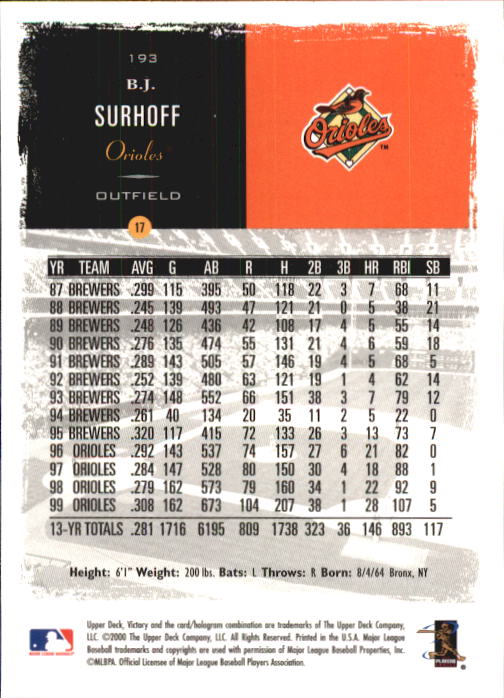 193
B.J.
SURHOFF
Orioles
OUTFIELD
Orioles
TM
17
YR TEAM AVG G AB R H 2B 3B HR RBI SB
87 BREWERS .299 115 395 50 118 22 3 7 68 11
88 BREWERS .245 139 493 47 121 21 0 5 38 21
89 BREWERS .248 126 436 42 108 17 4 5 55 14
90 BREWERS .276 135 474 55 131 21 4 6 59 18
91 BREWERS .289 143 505 57 146 19 4 5 68 5
92 BREWERS .252 139 480 63 121 19 1 4 62 14
93 BREWERS .274 148 552 66 151 38 3 7 79 12
94 BREWERS .261 40 134 20 35 11 2 5 22 0
95 BREWERS .320 117 415 72 133 26 3 13 73 7
96 ORIOLES .292 143 537 74 157 27 6 21 82 0
97 ORIOLES .284 147 528 80 150 30 4 18 88 1
98 ORIOLES .279 162 573 79 160 34 1 22 92 9
99 ORIOLES .308 162 673 104 207 38 1 28 107 5
13-YR TOTALS .281 1716 6195 809 1738 323 36 146 893 117
Height: 6'1" Weight: 200 lbs. Bats: L Throws: R Born: 8/4/64 Bronx, NY
Upper Deck, Victory and the card/hologram combination are trademarks of The Upper Deck Company,
LLC. ©2000 The Upper Deck Company, LLC. All Rights Reserved. Printed in the U.S.A. Major League
Baseball trademarks and copyrights are used with permission of Major League Baseball Properties, Inc.
©MLBPA. Official Licensee of Major League Baseball Players Association.
MAJOR LEAGUE BASEBALL
PLAYERS